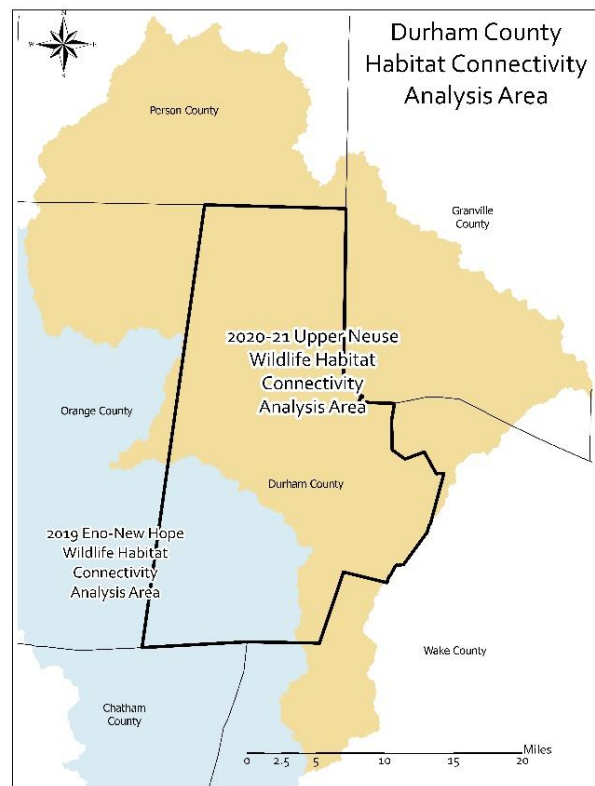 Durham County
Habitat Connectivity
Analysis Area
N
W
E
S
Person County
Granville
County
2020-21 Upper Neuse
Wildlife Habitat
Connectivity
Analysis Area
Orange County
Durham County
2019 Eno-New Hope
Wildlife Habitat
Connectivity
Analysis Area
Wake County
Chatham
County
Miles
0 2.5 5 10 15 20